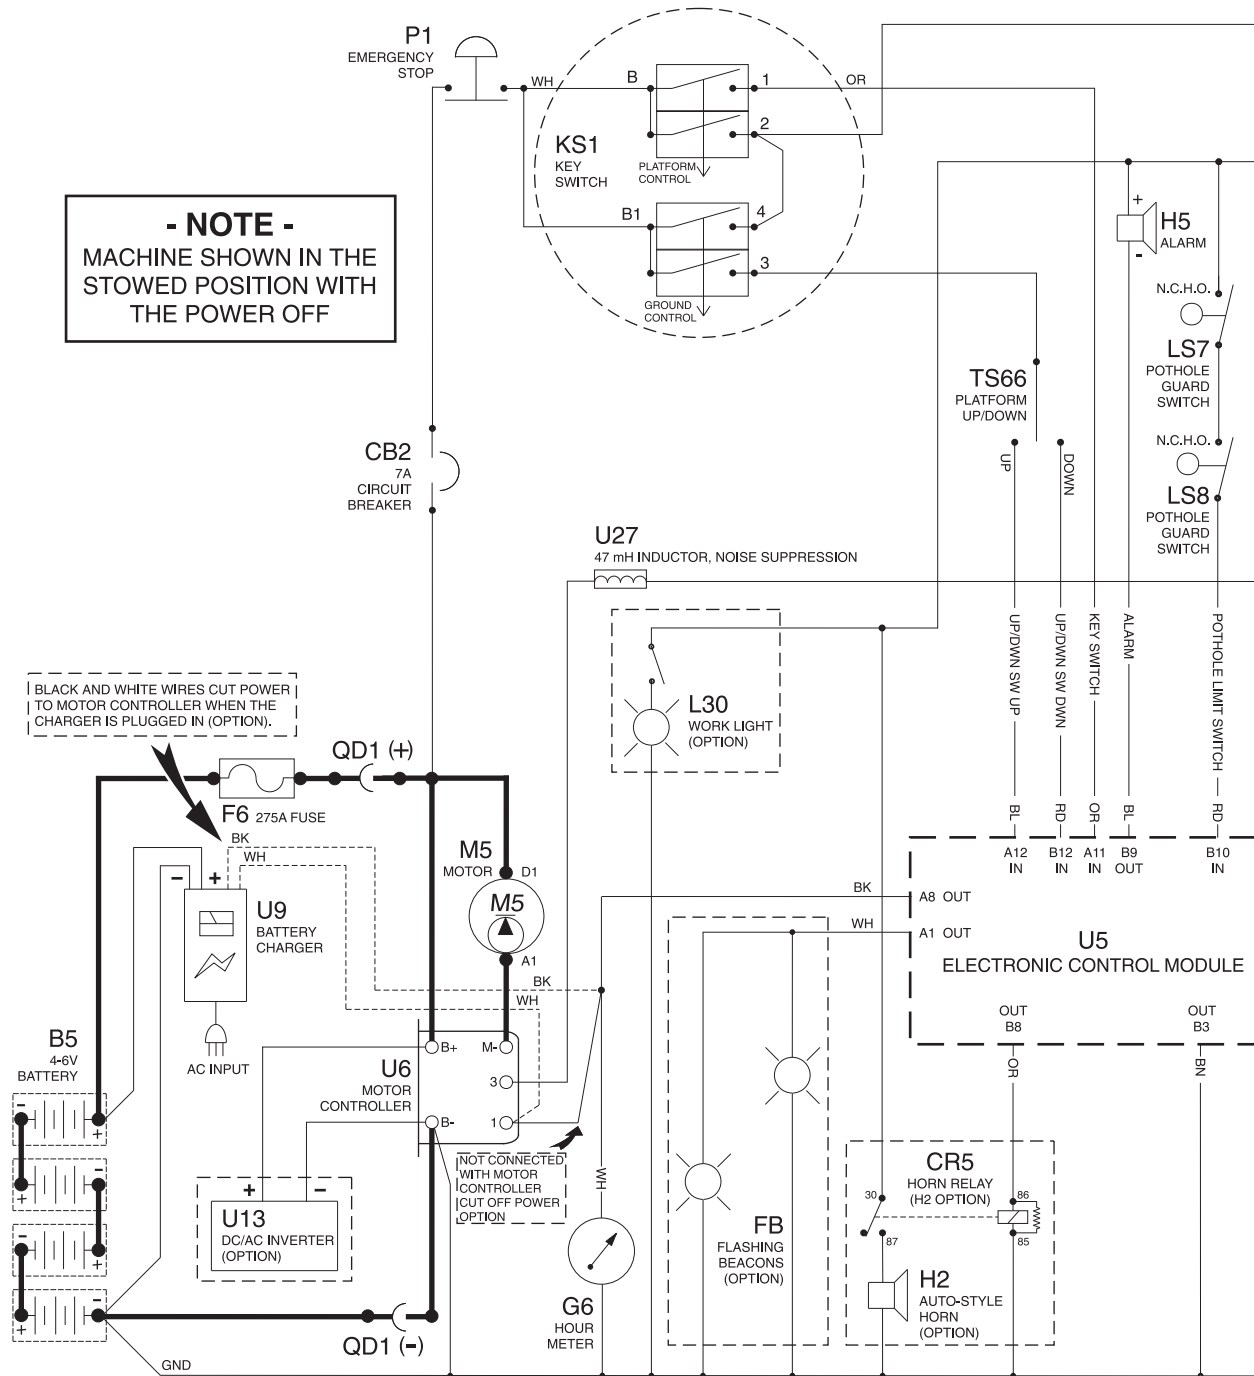 P1
EMERGENCY
STOP
WH
B
1
OR
2
KS1
KEY
SWITCH
PLATFORM
CONTROL
B1
4
3
GROUND
CONTROL
- NOTE -
MACHINE SHOWN IN THE
STOWED POSITION WITH
THE POWER OFF
+
H5
ALARM
-
N.C.H.O.
LS7
POTHOLE
GUARD
SWITCH
TS66
PLATFORM
UP/DOWN
UP
DOWN
N.C.H.O.
LS8
POTHOLE
GUARD
SWITCH
CB2
7A
CIRCUIT
BREAKER
U27
47 mH INDUCTOR, NOISE SUPPRESSION
UP/DWN SW UP
UP/DWN SW DWN
KEY SWITCH
ALARM
POTHOLE LIMIT SWITCH
BLACK AND WHITE WIRES CUT POWER
TO MOTOR CONTROLLER WHEN THE
CHARGER IS PLUGGED IN (OPTION).
L30
WORK LIGHT
(OPTION)
QD1 (+)
F6 275A FUSE
BL
RD
OR
BL
RD
BK
WH
A12
IN
B12
IN
A11
IN
B9
OUT
B10
IN
M5
MOTOR
D1
M5
A1
- +
U9
BATTERY
CHARGER
AC INPUT
BK
A8 OUT
WH
A1 OUT
U5
ELECTRONIC CONTROL MODULE
OUT
B8
OUT
B3
BK
WH
B5
4-6V
BATTERY
B+
M-
U6
MOTOR
CONTROLLER
3
B-
1
OR
BN
-
+
-
+
-
+
-
+
NOT CONNECTED
WITH MOTOR
CONTROLLER
CUT OFF POWER
OPTION
WH
+ -
U13
DC/AC INVERTER
(OPTION)
CR5
HORN RELAY
(H2 OPTION)
30
86
87
85
FB
FLASHING
BEACONS
(OPTION)
H2
AUTO-STYLE
HORN
(OPTION)
G6
HOUR
METER
QD1 (-)
GND